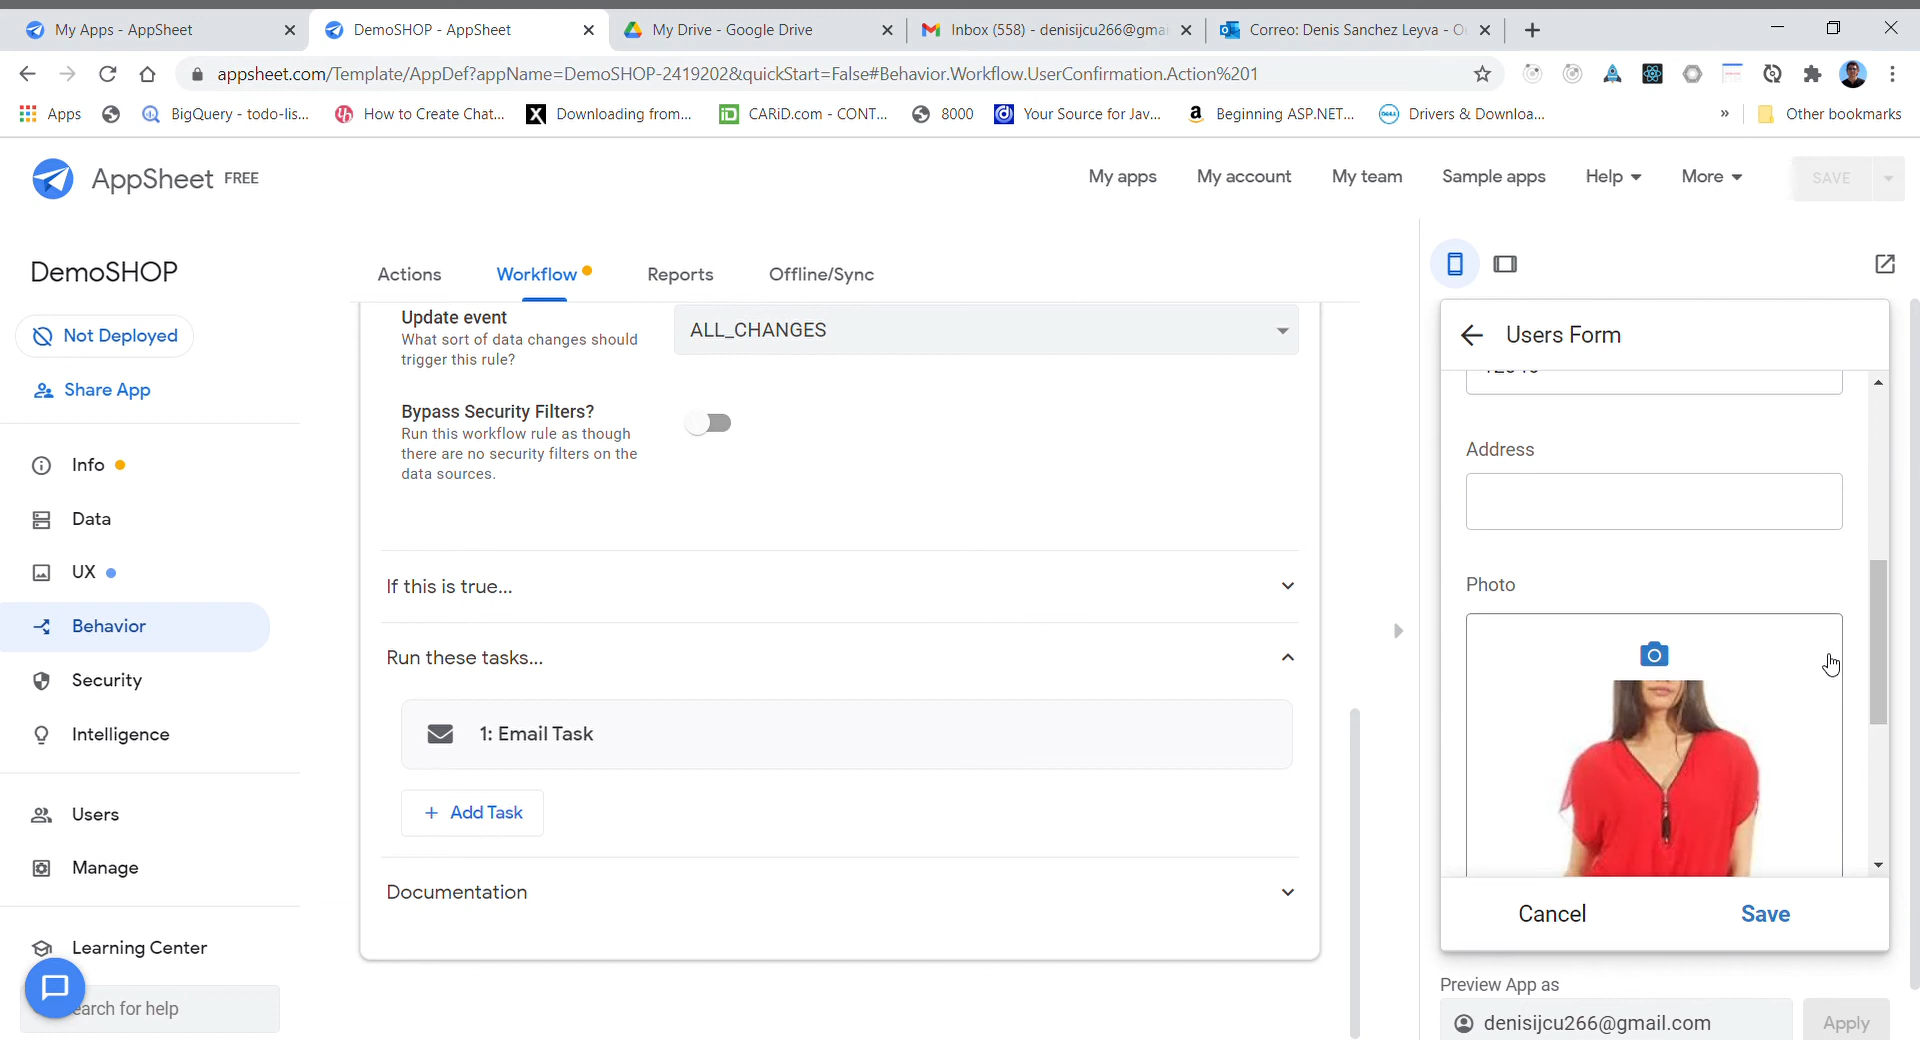 My Apps - AppSheet
DemoSHOP - AppSheet
My Drive - Google Drive
Inbox (558) - denisijcu266@gmai
Correo: Denis Sanchez Leyva - Ou
appsheet.com/Template/AppDef?appName=DemoSHOP-2419202&quickStart=False#Behavior.Workflow.UserConfirmation.Action%201
Apps
BigQuery - todo-lis...
How to Create Chat...
Downloading from...
CARiD.com - CONT...
8000
Your Source for Jav...
Beginning ASP.NET...
Drivers & Downloa...
»
Other bookmarks
AppSheet FREE
My apps
My account
My team
Sample apps
Help
More
SAVE
DemoSHOP
Not Deployed
Share App
Info
Data
UX
Behavior
Security
Intelligence
Users
Manage
Learning Center
earch for help
Actions
Workflow
Reports
Offline/Sync
Update event
What sort of data changes should
trigger this rule?
ALL_CHANGES
Bypass Security Filters?
Run this workflow rule as though
there are no security filters on the
data sources.
If this is true...
Run these tasks...
1: Email Task
+ Add Task
Documentation
Users Form
Address
Photo
Cancel
Save
Preview App as
denisijcu266@gmail.com
Apply